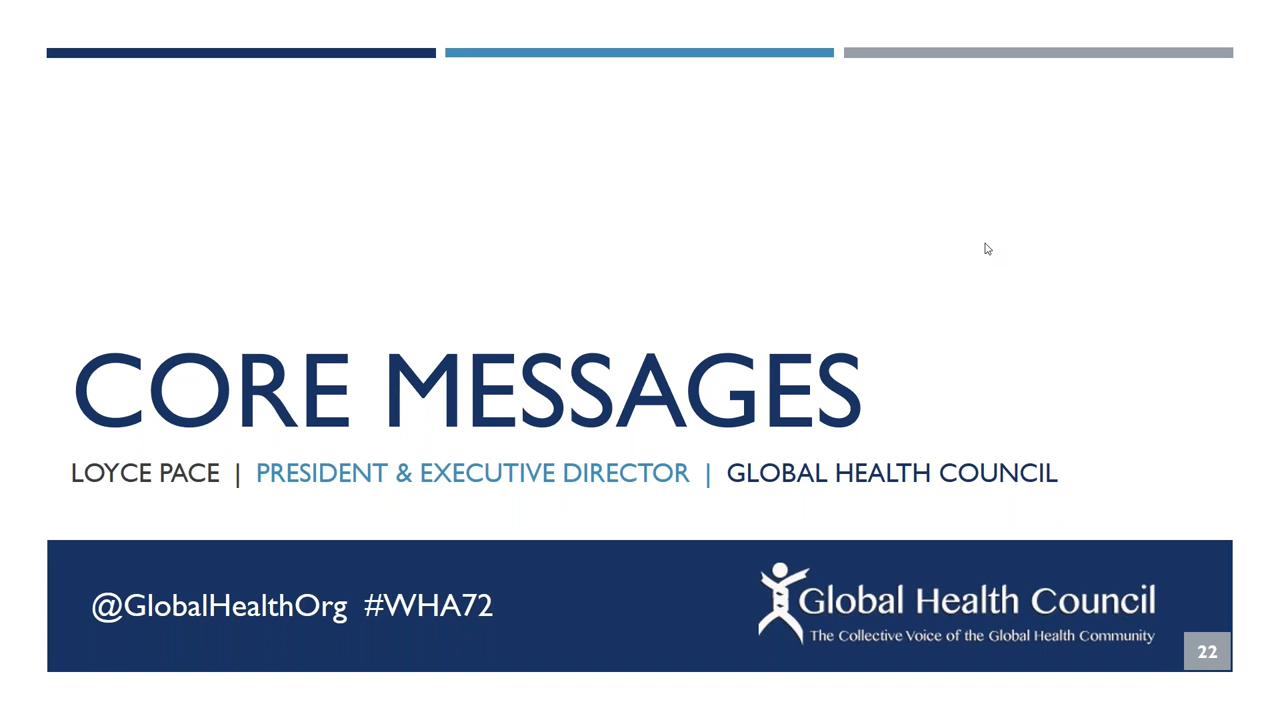 CORE MESSAGES
LOYCE PACE | PRESIDENT & EXECUTIVE DIRECTOR | GLOBAL HEALTH COUNCIL
@GlobalHealthOrg #WHA72
Global Health Council
The Collective Voice of the Global Health Community
22